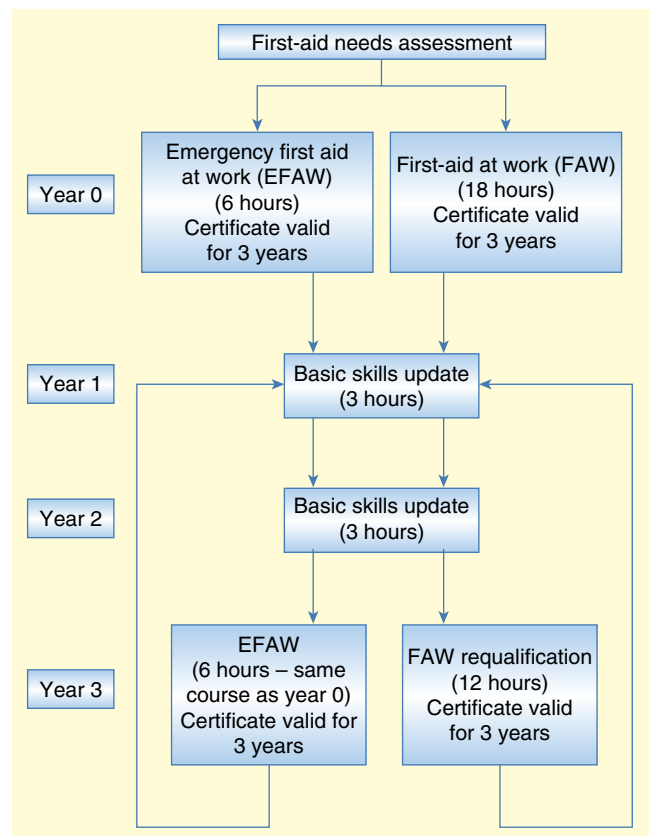 First-aid needs assessment
Year 0
Emergency first aid
at work (EFAW)
(6 hours)
Certificate valid
for 3 years
First-aid at work (FAW)
(18 hours)
Certificate valid
for 3 years
Year 1
Basic skills update
(3 hours)
Year 2
Basic skills update
(3 hours)
Year 3
EFAW
(6 hours – same
course as year 0)
Certificate valid for
3 years
FAW requalification
(12 hours)
Certificate valid
for 3 years